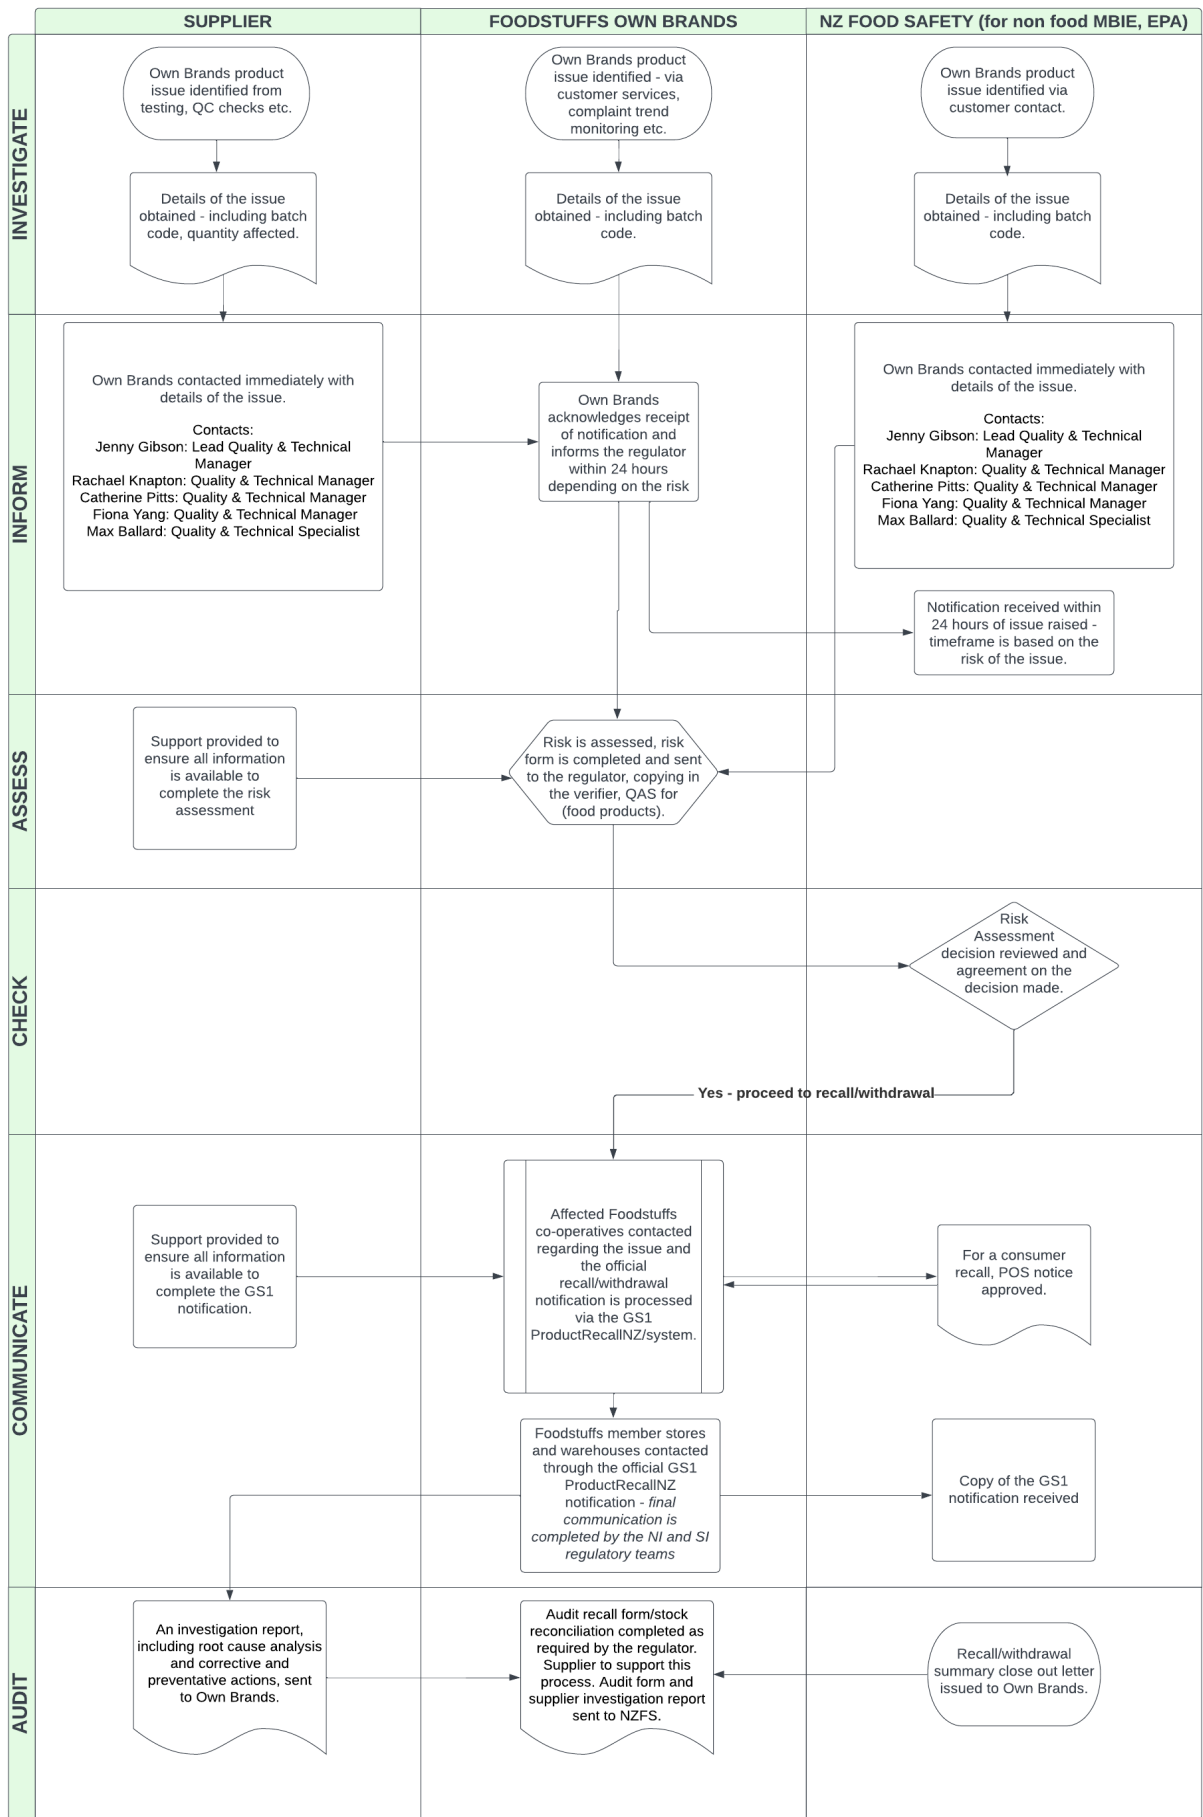 SUPPLIER
FOODSTUFFS OWN BRANDS
NZ FOOD SAFETY (for non food MBIE, EPA)
INVESTIGATE
Own Brands product
issue identified from
testing, QC checks etc.
Own Brands product
issue identified - via
customer services,
complaint trend
monitoring etc.
Own Brands product
issue identified via
customer contact.
Details of the issue
obtained - including batch
code, quantity affected.
Details of the issue
obtained - including batch
code.
Details of the issue
obtained - including batch
code.
INFORM
Own Brands contacted immediately with
details of the issue.
Contacts:
Jenny Gibson: Lead Quality & Technical
Manager
Rachael Knapton: Quality & Technical Manager
Catherine Pitts: Quality & Technical Manager
Fiona Yang: Quality & Technical Manager
Max Ballard: Quality & Technical Specialist
Own Brands
acknowledges receipt
of notification and
informs the regulator
within 24 hours
depending on the risk
Own Brands contacted immediately with
details of the issue.
Contacts:
Jenny Gibson: Lead Quality & Technical
Manager
Rachael Knapton: Quality & Technical Manager
Catherine Pitts: Quality & Technical Manager
Fiona Yang: Quality & Technical Manager
Max Ballard: Quality & Technical Specialist
Notification received within
24 hours of issue raised -
timeframe is based on the
risk of the issue.
ASSESS
Support provided to
ensure all information
is available to
complete the risk
assessment
Risk is assessed, risk
form is completed and sent
to the regulator, copying in
the verifier, QAS for
(food products).
CHECK
Risk
Assessment
decision reviewed and
agreement on the
decision made.
Yes - proceed to recall/withdrawal
COMMUNICATE
Support provided to
ensure all information
is available to
complete the GS1
notification.
Affected Foodstuffs
co-operatives contacted
regarding the issue and
the official
recall/withdrawal
notification is processed
via the GS1
ProductRecallNZ/system.
For a consumer
recall, POS notice
approved.
Foodstuffs member stores
and warehouses contacted
through the official GS1
ProductRecallNZ
notification - final
communication is
completed by the NI and SI
regulatory teams
Copy of the GS1
notification received
AUDIT
An investigation report,
including root cause analysis
and corrective and
preventative actions, sent
to Own Brands.
Audit recall form/stock
reconciliation completed as
required by the regulator.
Supplier to support this
process. Audit form and
supplier investigation report
sent to NZFS.
Recall/withdrawal
summary close out letter
issued to Own Brands.